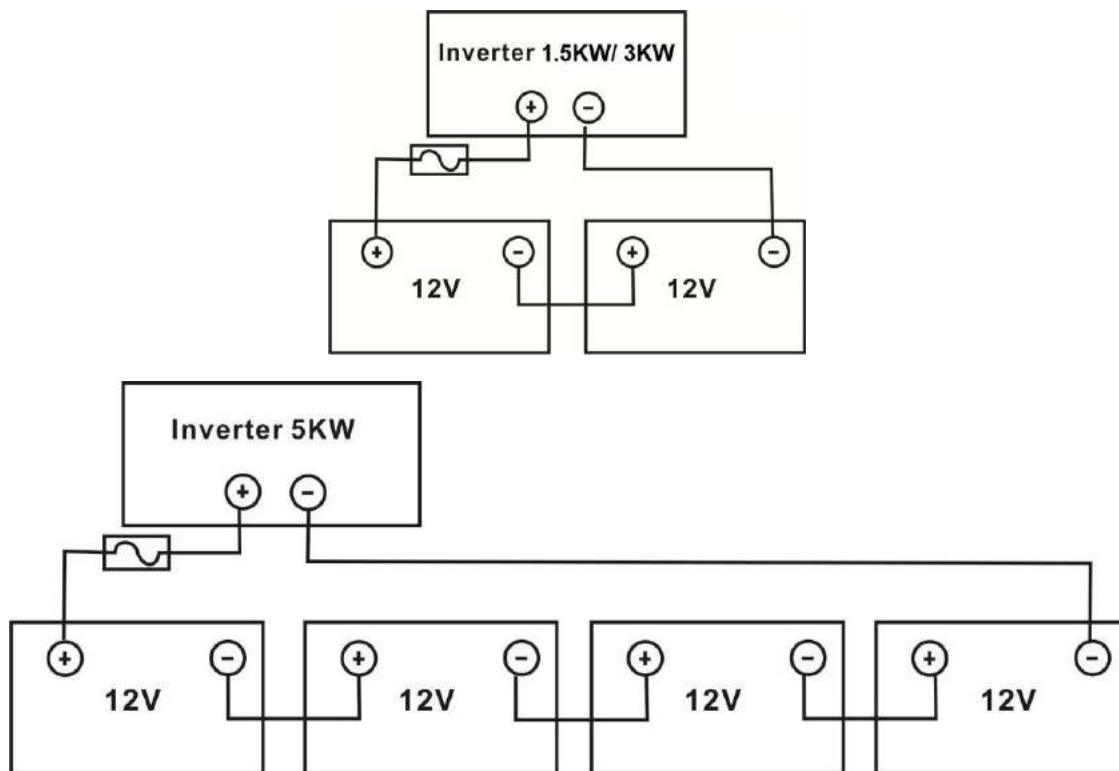 Inverter 1.5KW/ 3KW
+ -
+ - + -
12V 12V
Inverter 5KW
+ -
+ - + - + - + -
12V 12V 12V 12V